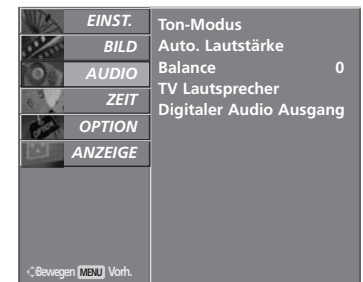 EINST.
BILD
AUDIO
ZEIT
OPTION
ANZEIGE
Ton-Modus
Auto. Lautstärke
Balance 0
TV Lautsprecher
Digitaler Audio Ausgang
Bewegen MENU Vorh.